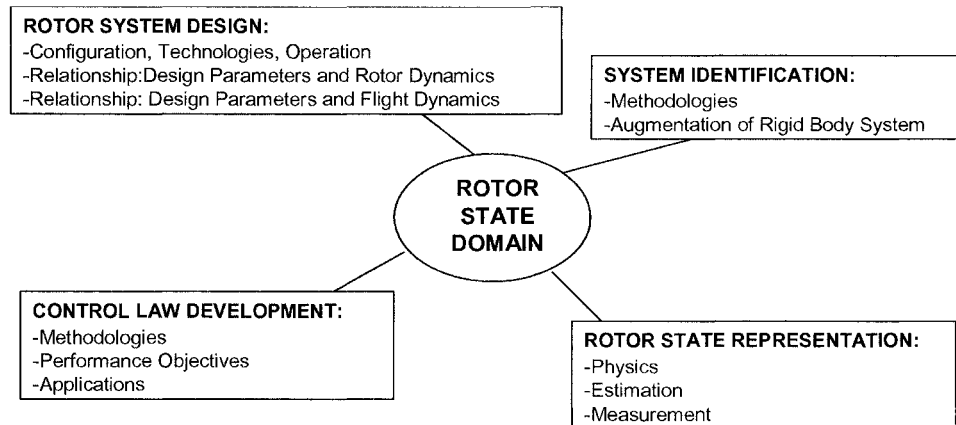 ROTOR SYSTEM DESIGN:
-Configuration, Technologies, Operation
-Relationship:Design Parameters and Rotor Dynamics
-Relationship: Design Parameters and Flight Dynamics
SYSTEM IDENTIFICATION:
-Methodologies
-Augmentation of Rigid Body System
ROTOR
STATE
DOMAIN
CONTROL LAW DEVELOPMENT:
-Methodologies
-Performance Objectives
-Applications
ROTOR STATE REPRESENTATION:
-Physics
-Estimation
-Measurement